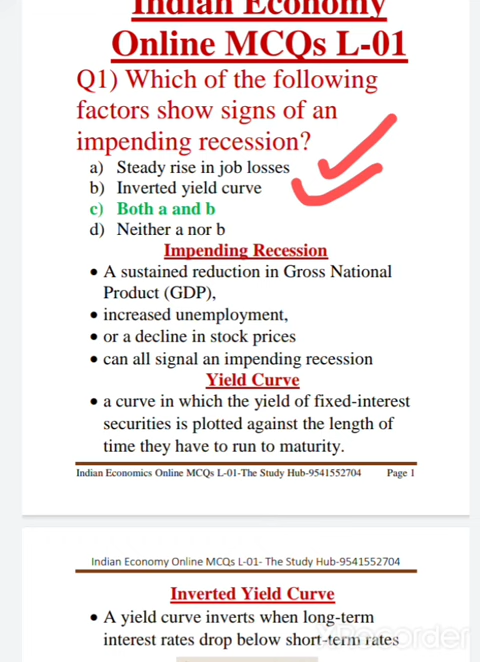 Indian Economy
Online MCQs L-01
Q1) Which of the following
factors show signs of an
impending recession?
a) Steady rise in job losses
b) Inverted yield curve
c) Both a and b
d) Neither a nor b
Impending Recession
• A sustained reduction in Gross National
Product (GDP),
• increased unemployment,
• or a decline in stock prices
• can all signal an impending recession
Yield Curve
• a curve in which the yield of fixed-interest
securities is plotted against the length of
time they have to run to maturity.
Indian Economics Online MCQs L-01-The Study Hub-9541552704 Page 1
Indian Economy Online MCQs L-01- The Study Hub-9541552704
Inverted Yield Curve
• A yield curve inverts when long-term
interest rates drop below short-term rates
Recorder